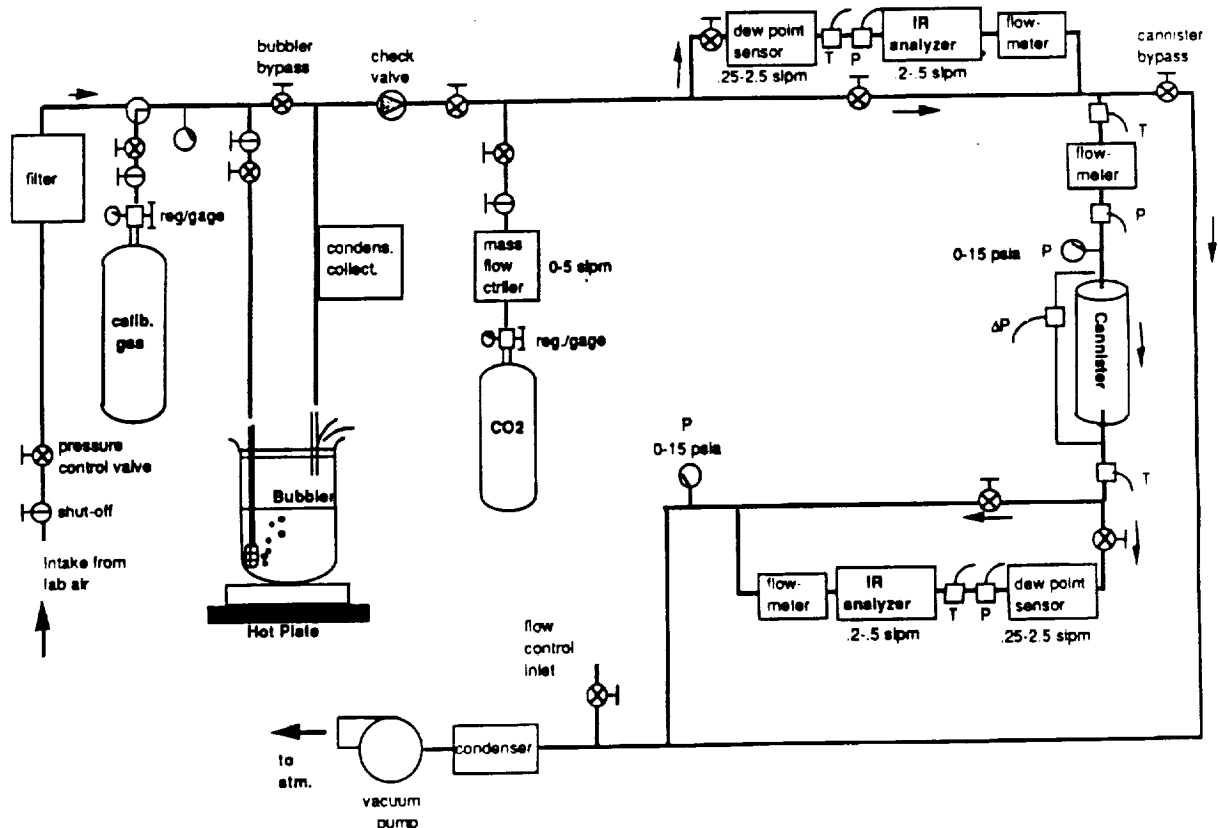 bubbler
bypass
check
valve
dew point
sensor
.25-2.5 slpm
T
P
IR
analyzer
.2-.5 slpm
flow-
meter
cannister
bypass
filter
reg/gage
calib.
gas
condens.
collect.
mass
flow
ctrller
0-5 slpm
reg./gage
CO2
T
flow-
meter
P
0-15 psia
P
ΔP
Cannister
T
pressure
control valve
shut-off
Intake from
lab air
Bubbler
Hot Plate
P
0-15 psia
flow-
meter
IR
analyzer
.2-.5 slpm
T
P
dew point
sensor
.25-2.5 slpm
flow
control
inlet
to
atm.
vacuum
pump
condenser